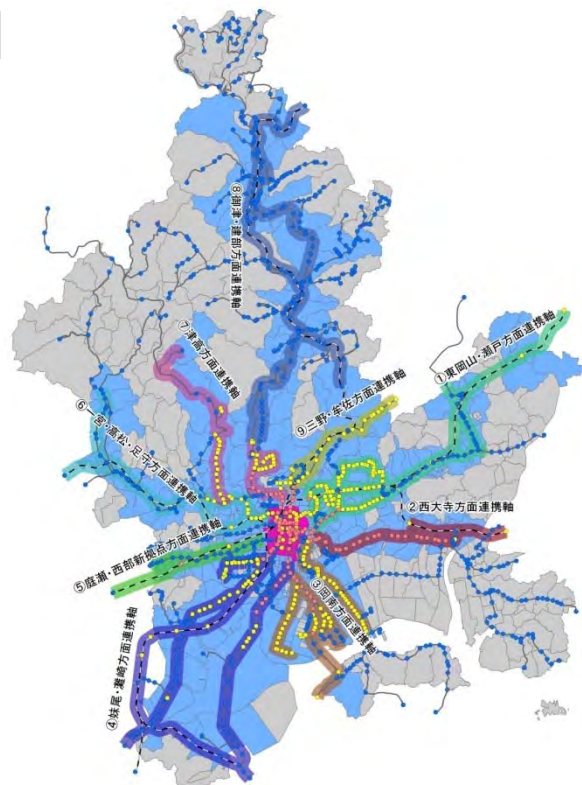 ⑧御津・建部方面連携軸
①東岡山・瀬戸方面連携軸
⑦津高方面連携軸
⑨三野・牟佐方面連携軸
⑥一宮・高松・足守方面連携軸
2西大寺方面連携軸
⑤庭瀬・西部新拠点方面連携軸
③岡南方面連携軸
④妹尾・灘崎方面連携軸